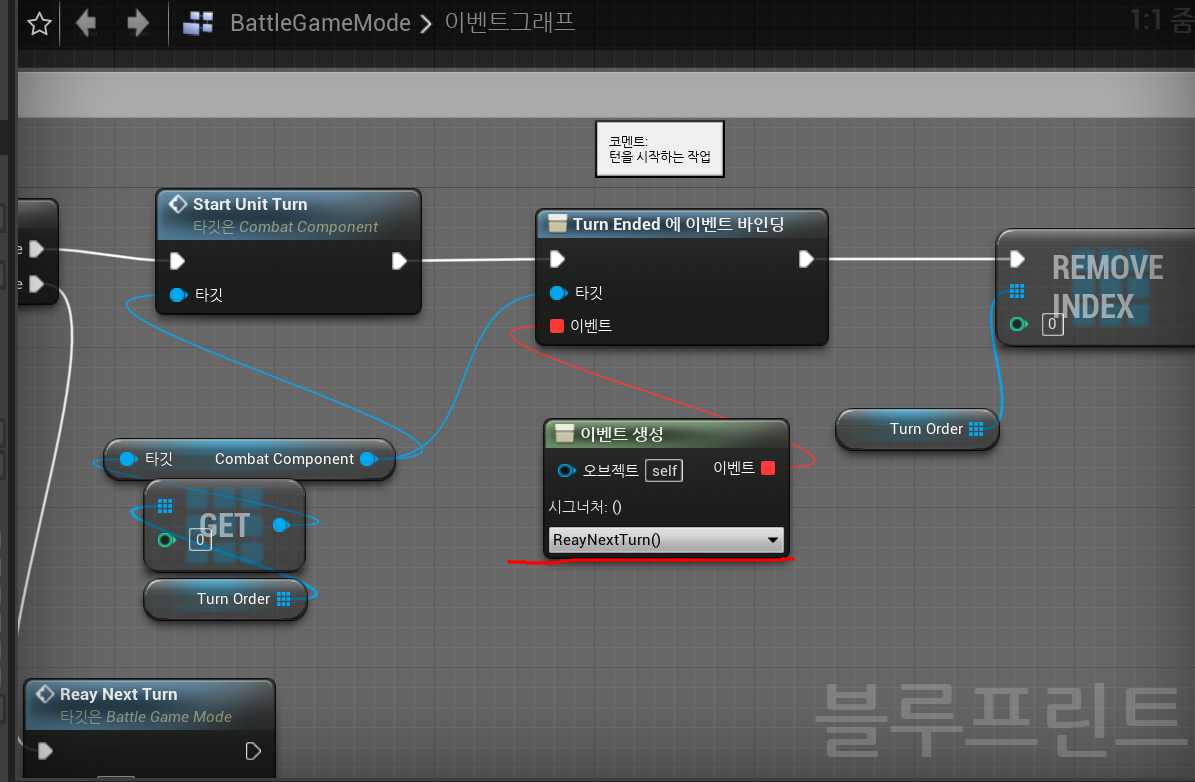 BattleGameMode > 이벤트그래프
1:1 줌
코멘트:
턴을 시작하는 작업
Start Unit Turn
타깃은 Combat Component
타깃
Turn Ended 에 이벤트 바인딩
타깃
이벤트
REMOVE
INDEX
0
e
e
타깃
Combat Component
GET
0
Turn Order
이벤트 생성
오브젝트 self
이벤트
시그너처: ()
ReayNextTurn()
Turn Order
Reay Next Turn
타깃은 Battle Game Mode
블루프린트